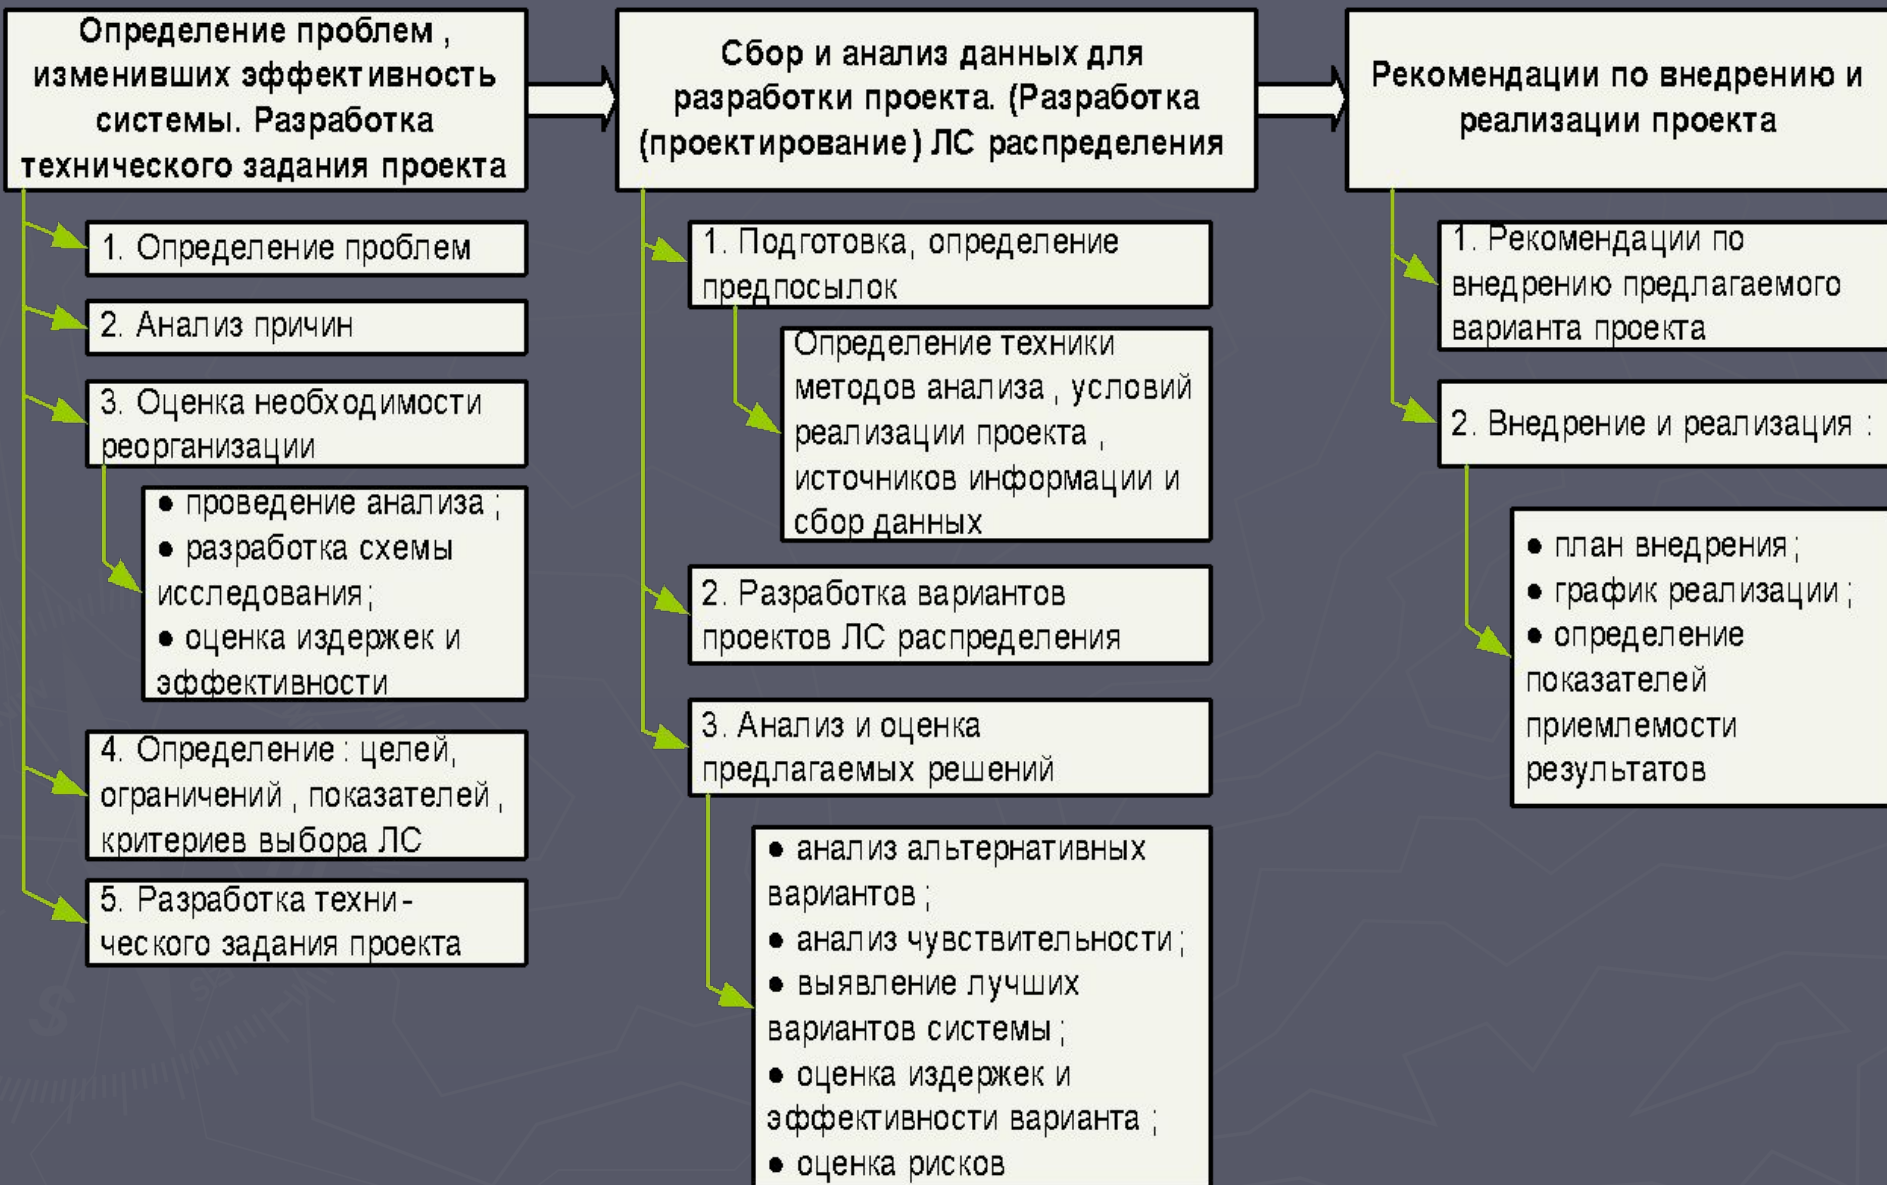 Определение проблем ,
изменивших эффективность
системы. Разработка
технического задания проекта
1. Определение проблем
2. Анализ причин
3. Оценка необходимости
реорганизации
● проведение анализа ;
● разработка схемы
исследования;
● оценка издержек и
эффективности
4. Определение : целей,
ограничений , показателей ,
критериев выбора ЛС
5. Разработка техни-
ческого задания проекта
Сбор и анализ данных для
разработки проекта. (Разработка
(проектирование) ЛС распределения
1. Подготовка, определение
предпосылок
Определение техники
методов анализа , условий
реализации проекта ,
источников информации и
сбор данных
2. Разработка вариантов
проектов ЛС распределения
3. Анализ и оценка
предлагаемых решений
● анализ альтернативных
вариантов ;
● анализ чувствительности ;
● выявление лучших
вариантов системы ;
● оценка издержек и
эффективности варианта ;
● оценка рисков
Рекомендации по внедрению и
реализации проекта
1. Рекомендации по
внедрению предлагаемого
варианта проекта
2. Внедрение и реализация :
● план внедрения ;
● график реализации ;
● определение
показателей
приемлемости
результатов